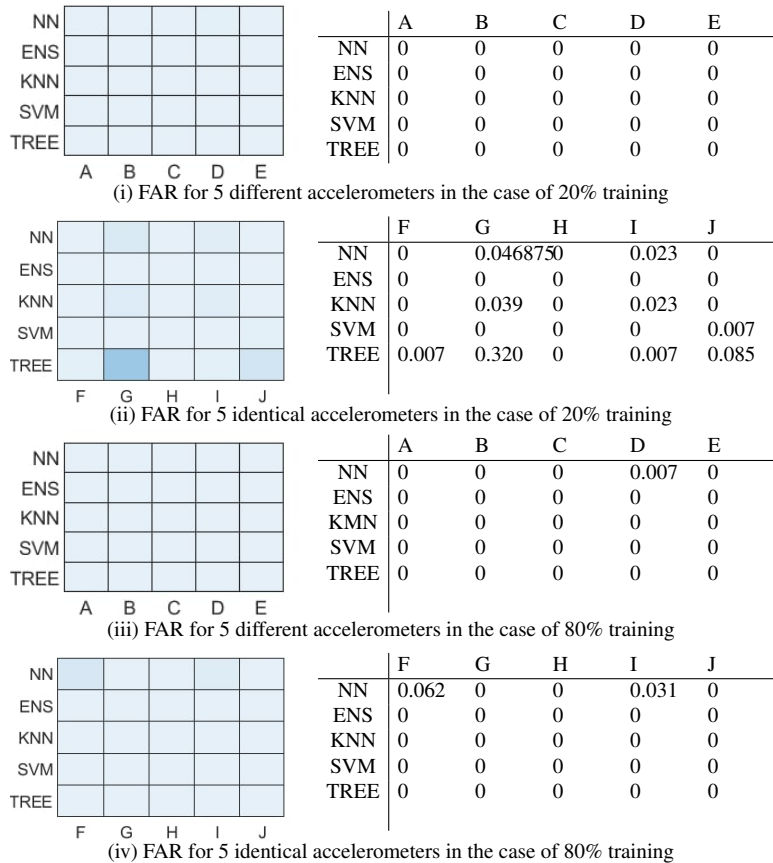 NN
ENS
KNN
SVM
TREE
A B C D E
A B C D E
NN 0 0 0 0 0
ENS 0 0 0 0 0
KNN 0 0 0 0 0
SVM 0 0 0 0 0
TREE 0 0 0 0 0
(i) FAR for 5 different accelerometers in the case of 20% training
NN
ENS
KNN
SVM
TREE
F G H I J
F G H I J
NN 0 0.046875 0 0.023 0
ENS 0 0 0 0 0
KNN 0 0.039 0 0.023 0
SVM 0 0 0 0 0.007
TREE 0.007 0.320 0 0.007 0.085
(ii) FAR for 5 identical accelerometers in the case of 20% training
NN
ENS
KNN
SVM
TREE
A B C D E
A B C D E
NN 0 0 0 0.007 0
ENS 0 0 0 0 0
KMN 0 0 0 0 0
SVM 0 0 0 0 0
TREE 0 0 0 0 0
(iii) FAR for 5 different accelerometers in the case of 80% training
NN
ENS
KNN
SVM
TREE
F G H I J
F G H I J
NN 0.062 0 0 0.031 0
ENS 0 0 0 0 0
KNN 0 0 0 0 0
SVM 0 0 0 0 0
TREE 0 0 0 0 0
(iv) FAR for 5 identical accelerometers in the case of 80% training